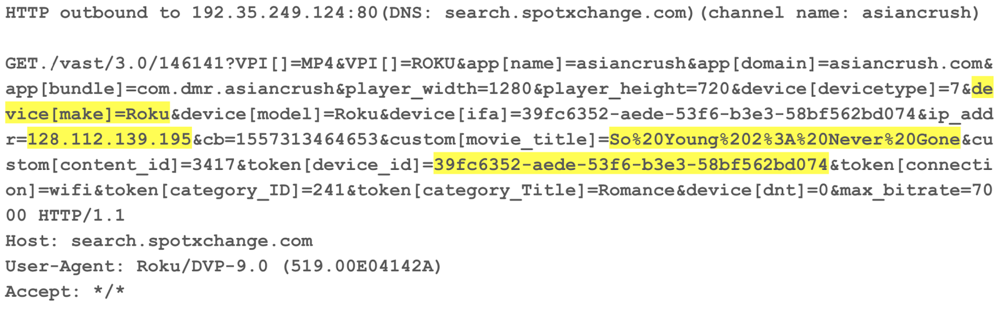 HTTP outbound to 192.35.249.124:80(DNS: search.spotxchange.com)(channel name: asiancrush)
GET./vast/3.0/146141?VPI[]=MP4&VPI[]=ROKU&app[name]=asiancrush&app[domain]=asiancrush.com&
app[bundle]=com.dmr.asiancrush&player_width=1280&player_height=720&device[devicetype]=7&de
vice[make]=Roku&device[model]=Roku&device[ifa]=39fc6352-aede-53f6-b3e3-58bf562bd074&ip_add
r=128.112.139.195&cb=1557313464653&custom[movie_title]=So%20Young%202%3A%20Never%20Gone&cu
stom[content_id]=3417&token[device_id]=39fc6352-aede-53f6-b3e3-58bf562bd074&token[connecti
on]=wifi&token[category_ID]=241&token[category_Title]=Romance&device[dnt]=0&max_bitrate=70
00 HTTP/1.1
Host: search.spotxchange.com
User-Agent: Roku/DVP-9.0 (519.00E04142A)
Accept: */*